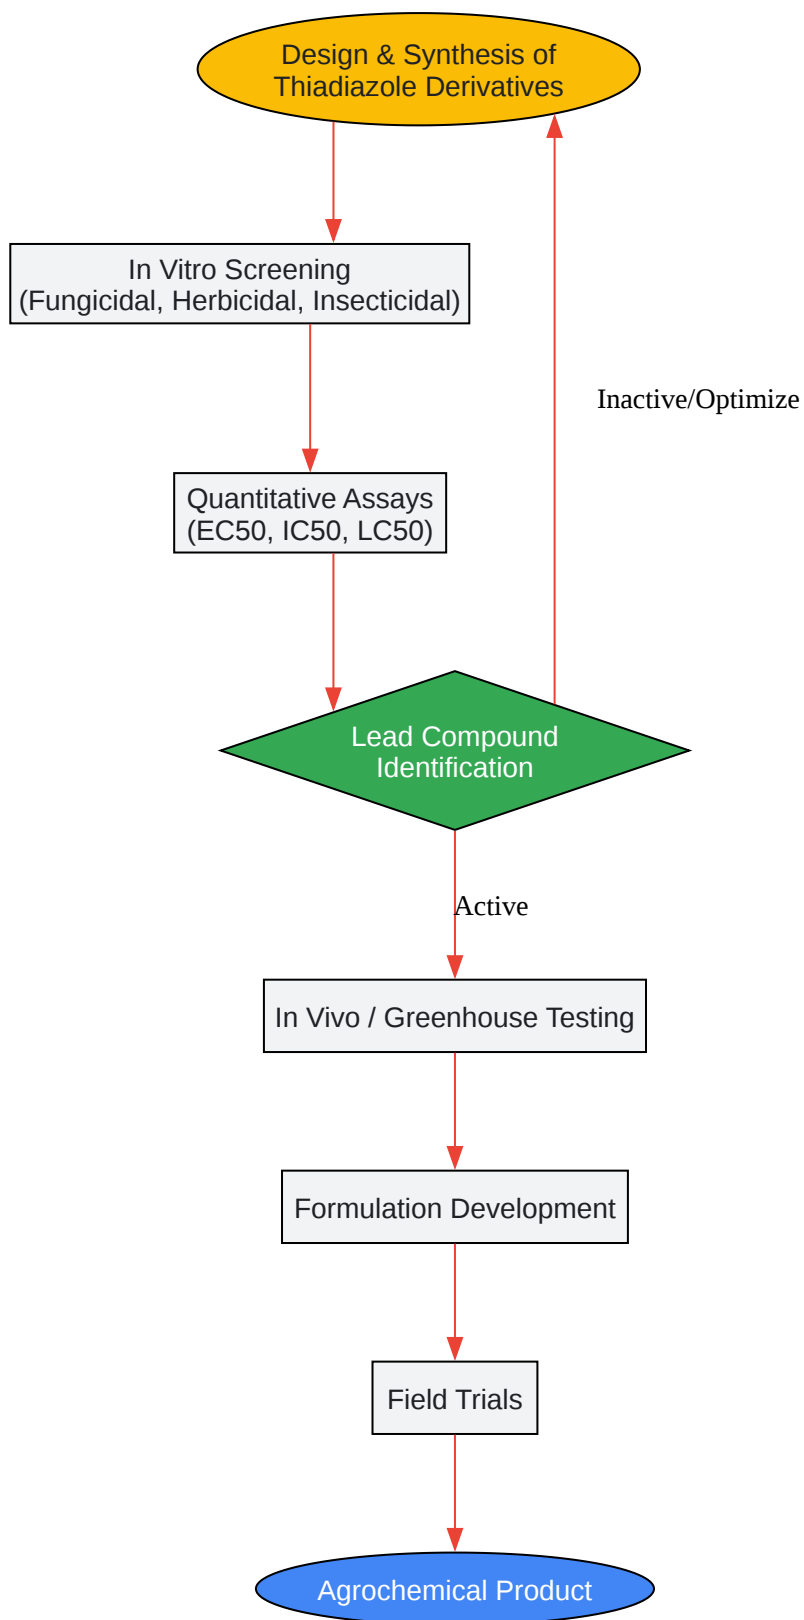 Design & Synthesis of
Thiadiazole Derivatives
In Vitro Screening
(Fungicidal, Herbicidal, Insecticidal)
Inactive/Optimize
Quantitative Assays
(EC50, IC50, LC50)
Lead Compound
Identification
Active
In Vivo / Greenhouse Testing
Formulation Development
Field Trials
Agrochemical Product